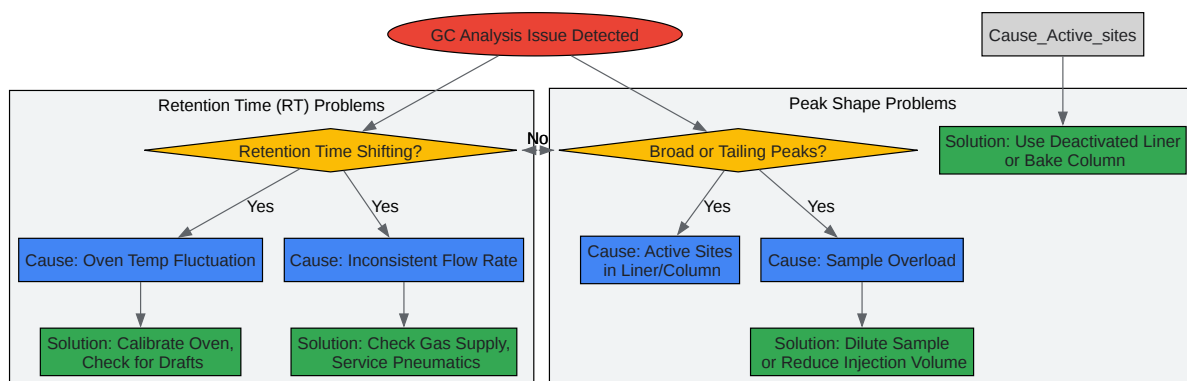 GC Analysis Issue Detected
Cause_Active_sites
Retention Time (RT) Problems
Peak Shape Problems
Retention Time Shifting?
No
Broad or Tailing Peaks?
Solution: Use Deactivated Liner
or Bake Column
Yes
Yes
Yes
Yes
Cause: Oven Temp Fluctuation
Cause: Inconsistent Flow Rate
Cause: Active Sites
in Liner/Column
Cause: Sample Overload
Solution: Calibrate Oven,
Check for Drafts
Solution: Check Gas Supply,
Service Pneumatics
Solution: Dilute Sample
or Reduce Injection Volume